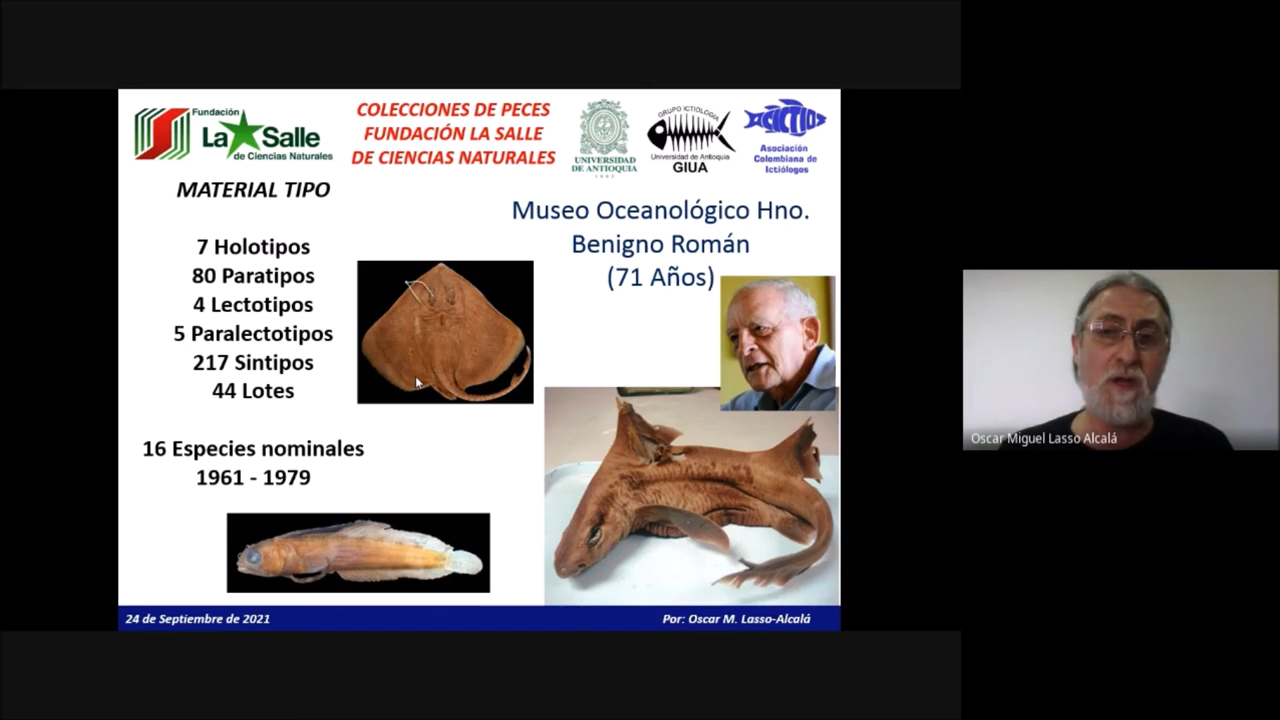 Fundación
La Salle
de Ciencias Naturales
COLECCIONES DE PECES
FUNDACIÓN LA SALLE
DE CIENCIAS NATURALES
UNIVERSIDAD
DE ANTIOQUIA
1803
GRUPO ICTIOLOGÍA
Universidad de Antioquia
GIUA
ACICTIOS
Asociación
Colombiana de
Ictiólogos
MATERIAL TIPO
7 Holotipos
80 Paratipos
4 Lectotipos
5 Paralectotipos
217 Sintipos
44 Lotes
16 Especies nominales
1961 - 1979
Museo Oceanológico Hno.
Benigno Román
(71 Años)
24 de Septiembre de 2021
Por: Oscar M. Lasso-Alcalá
Oscar Miguel Lasso Alcalá